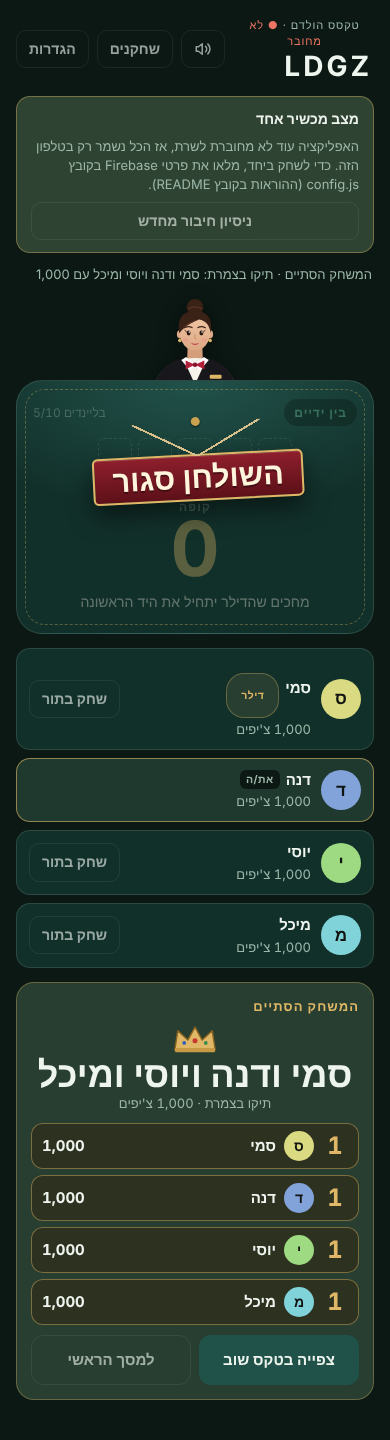 טקסס הולדם · לא
מחובר
LDGZ
שחקנים
הגדרות
מצב מכשיר אחד
האפליקציה עוד לא מחוברת לשרת, אז הכל נשמר רק בטלפון
הזה. כדי לשחק ביחד, מלאו את פרטי Firebase בקובץ
config.js (ההוראות בקובץ README).
ניסיון חיבור מחדש
המשחק הסתיים · תיקו בצמרת: סמי ודנה ויוסי ומיכל עם 1,000
בין ידיים
בליינדים 5/10
השולחן סגור
קופה
0
מחכים שהדילר יתחיל את היד הראשונה
ס
סמי
דילר
1,000 צ'יפים
שחק בתור
ד
דנה
את/ה
1,000 צ'יפים
י
יוסי
1,000 צ'יפים
שחק בתור
מ
מיכל
1,000 צ'יפים
שחק בתור
המשחק הסתיים
סמי ודנה ויוסי ומיכל
תיקו בצמרת · 1,000 צ'יפים
1 ס סמי 1,000
1 ד דנה 1,000
1 י יוסי 1,000
1 מ מיכל 1,000
צפייה בטקס שוב
למסך הראשי